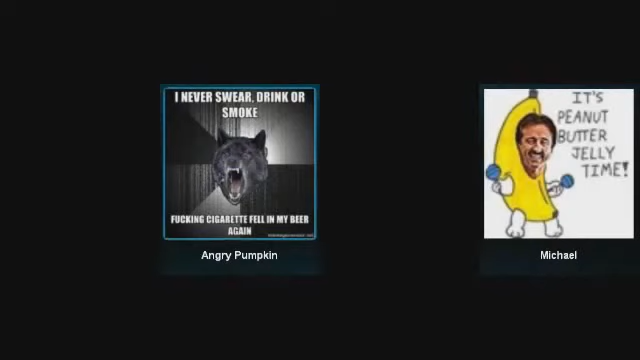 I NEVER SWEAR, DRINK OR
SMOKE
FUCKING CIGARETTE FELL IN MY BEER
AGAIN
Angry Pumpkin
IT'S
PEANUT
BUTTER
JELLY
TIME!
Michael